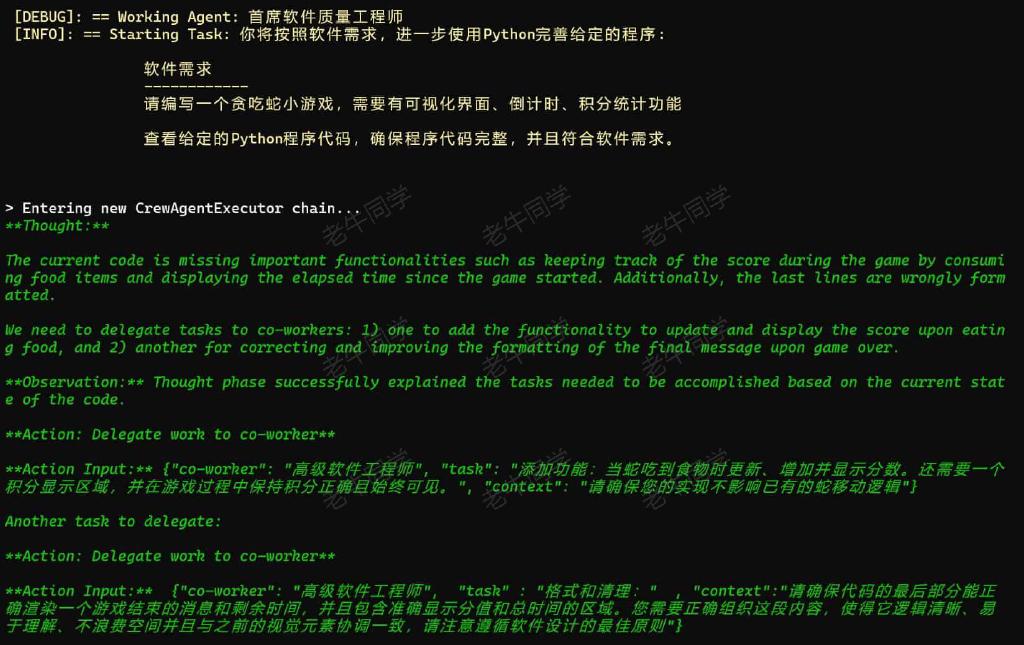 [DEBUG]: == Working Agent: 首席软件质量工程师
[INFO]: == Starting Task: 你将按照软件需求，进一步使用Python完善给定的程序：
软件需求
------------
请编写一个贪吃蛇小游戏，需要有可视化界面、倒计时、积分统计功能
查看给定的Python程序代码，确保程序代码完整，并且符合软件需求。
> Entering new CrewAgentExecutor chain...
**Thought:**
The current code is missing important functionalities such as keeping track of the score during the game by consumi
ng food items and displaying the elapsed time since the game started. Additionally, the last lines are wrongly form
atted.
We need to delegate tasks to co-workers: 1) one to add the functionality to update and display the score upon eatin
g food, and 2) another for correcting and improving the formatting of the final message upon game over.
**Observation:** Thought phase successfully explained the tasks needed to be accomplished based on the current stat
e of the code.
**Action: Delegate work to co-worker**
**Action Input:** {"co-worker": "高级软件工程师", "task": "添加功能：当蛇吃到食物时更新、增加并显示分数。还需要一个
积分显示区域，并在游戏过程中保持积分正确且始终可见。", "context": "请确保您的实现不影响已有的蛇移动逻辑"}
Another task to delegate:
**Action: Delegate work to co-worker**
**Action Input:**  {"co-worker": "高级软件工程师",  "task" : "格式和清理：" , "context":"请确保代码的最后部分能正
确渲染一个游戏结束的消息和剩余时间，并且包含准确显示分值和总时间的区域。您需要正确组织这段内容，使得它逻辑清晰、易
于理解、不浪费空间并且与之前的视觉元素协调一致，请注意遵循软件设计的最佳原则"}
老牛同学 老牛同学 老牛同学
老牛同学 老牛同学 老牛同学
老牛同学 老牛同学 老牛同学